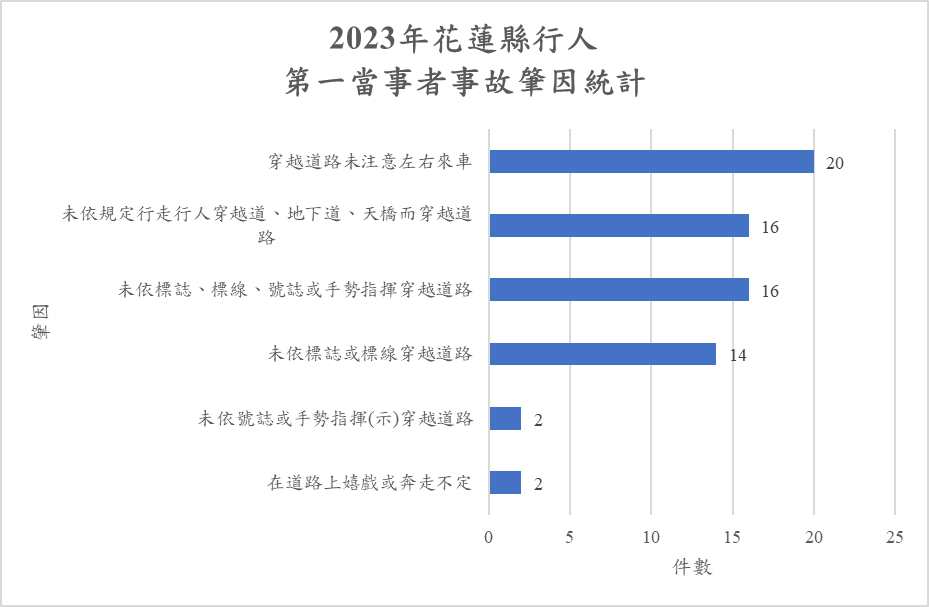 2023年花蓮縣行人
第一當事者事故肇因統計
穿越道路未注意左右來車
20
未依規定行走行人穿越道、地下道、天橋而穿越道
路
16
未依標誌、標線、號誌或手勢指揮穿越道路
16
未依標誌或標線穿越道路
14
未依號誌或手勢指揮(示)穿越道路
2
在道路上嬉戲或奔走不定
2
肇因
0 5 10 15 20 25
件數